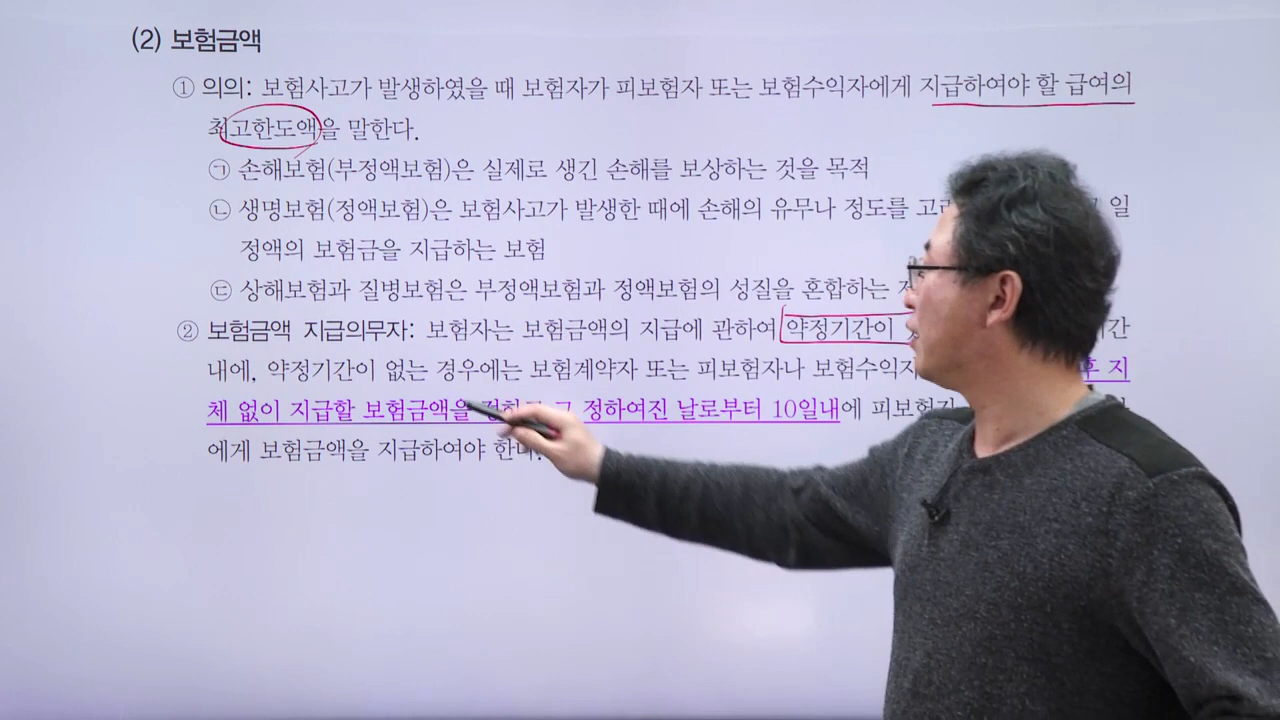 (2) 보험금액
① 의의: 보험사고가 발생하였을 때 보험자가 피보험자 또는 보험수익자에게 지급하여야 할 급여의
최고한도액을 말한다.
㉠ 손해보험(부정액보험)은 실제로 생긴 손해를 보상하는 것을 목적
㉡ 생명보험(정액보험)은 보험사고가 발생한 때에 손해의 유무나 정도를 일
정액의 보험금을 지급하는 보험
㉢ 상해보험과 질병보험은 부정액보험과 정액보험의 성질을 혼합하는
② 보험금액 지급의무자: 보험자는 보험금액의 지급에 관하여 약정기간이
내에, 약정기간이 없는 경우에는 보험계약자 또는 피보험자나 보험수익자 후 지
체 없이 지급할 보험금액을 그 정하여진 날로부터 10일내에
에게 보험금액을 지급하여야 한다.